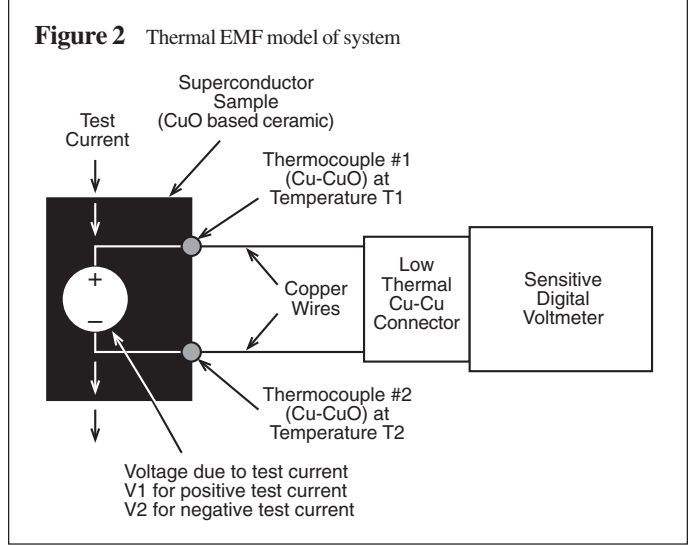 Figure 2 Thermal EMF model of system
Superconductor
Sample
(CuO based ceramic)
Test
Current
Thermocouple #1
(Cu-CuO) at
Temperature T1
+
–
Copper
Wires
Low
Thermal
Cu-Cu
Connector
Sensitive
Digital
Voltmeter
Thermocouple #2
(Cu-CuO) at
Temperature T2
Voltage due to test current
V1 for positive test current
V2 for negative test current